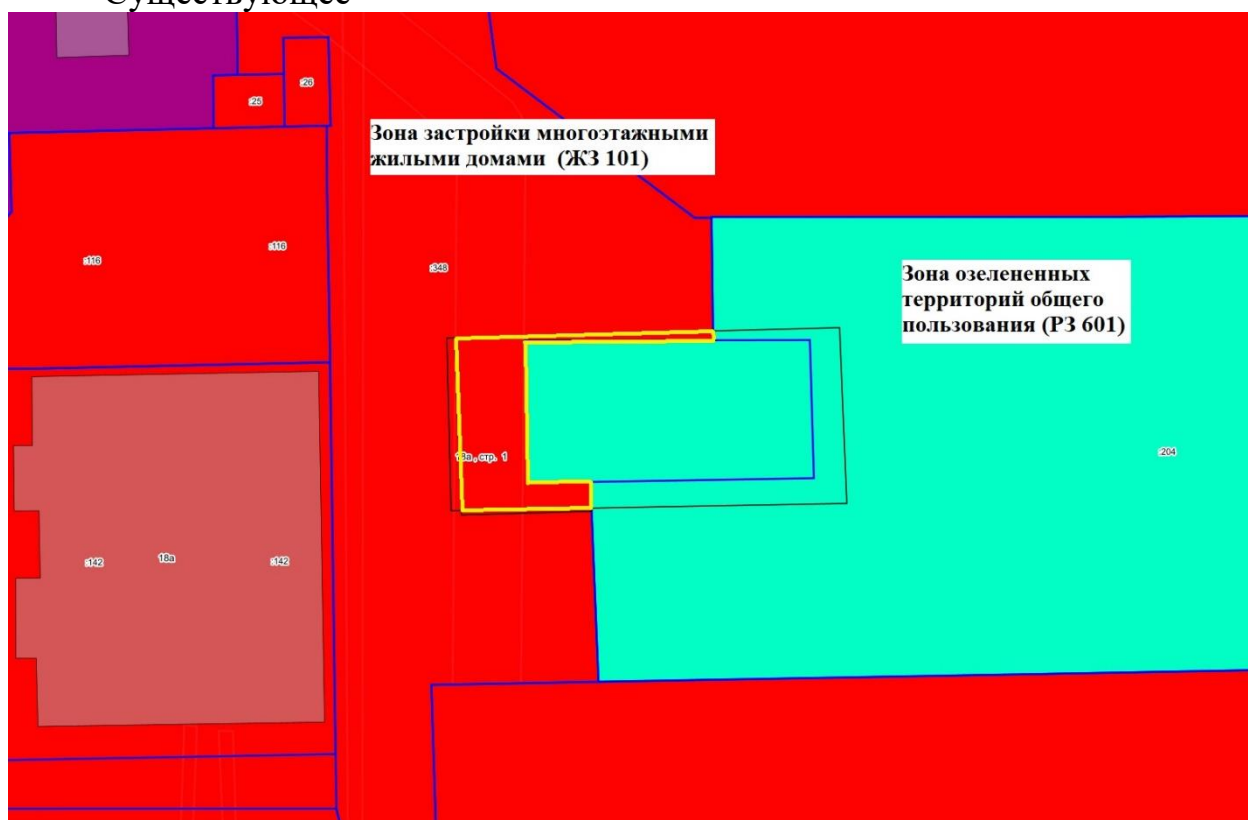 Существующее
:26
:25
Зона застройки многоэтажными
жилыми домами (ЖЗ 101)
:116
:116
:348
Зона озелененных
территорий общего
пользования (РЗ 601)
18а , стр. 1
:204
:142
18а
:142